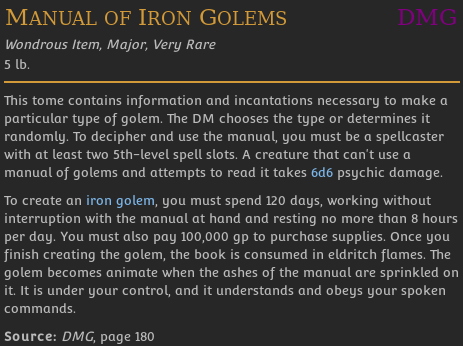 Manual of Iron Golems DMG
Wondrous Item, Major, Very Rare
5 lb.
This tome contains information and incantations necessary to make a
particular type of golem. The DM chooses the type or determines it
randomly. To decipher and use the manual, you must be a spellcaster
with at least two 5th-level spell slots. A creature that can't use a
manual of golems and attempts to read it takes 6d6 psychic damage.
To create an iron golem, you must spend 120 days, working without
interruption with the manual at hand and resting no more than 8 hours
per day. You must also pay 100,000 gp to purchase supplies. Once you
finish creating the golem, the book is consumed in eldritch flames. The
golem becomes animate when the ashes of the manual are sprinkled on
it. It is under your control, and it understands and obeys your spoken
commands.
Source: DMG, page 180